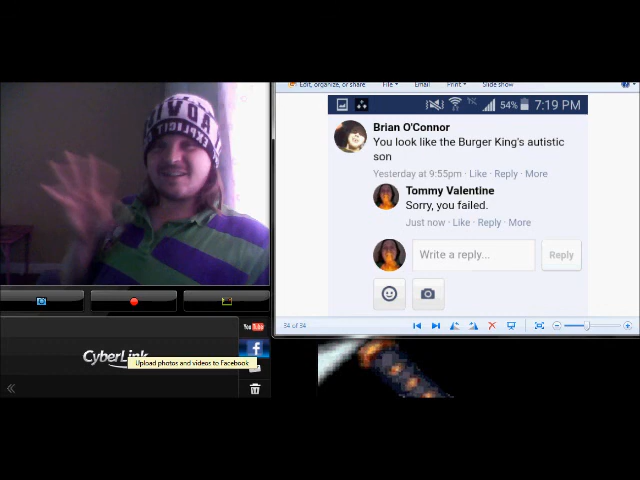 Edit, organize, or share
File
Email
Print
Slide show
54% 7:19 PM
Brian O'Connor
You look like the Burger King's autistic
son
Yesterday at 9:55pm · Like · Reply · More
Tommy Valentine
Sorry, you failed.
Just now · Like · Reply · More
Write a reply...
Reply
34 of 34
You Tube
f
CyberLink
Upload photos and videos to Facebook